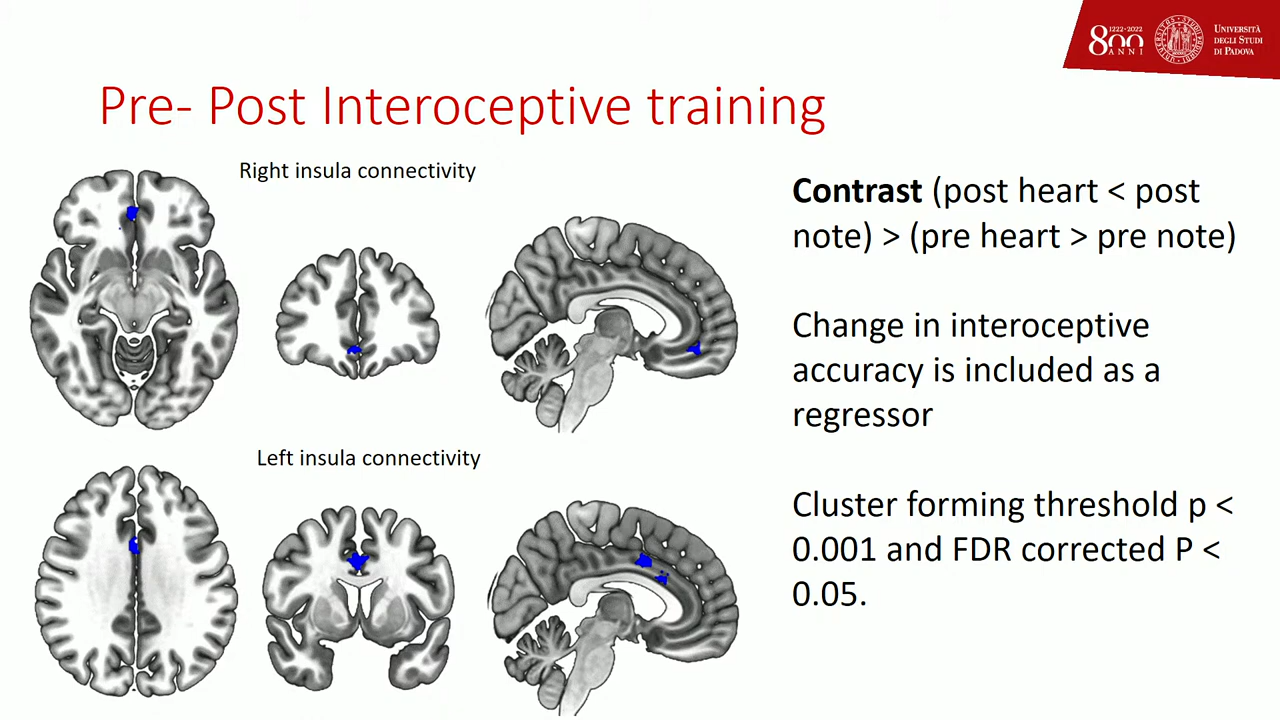 1222·2022
800
ANNI
UNIVERSITÀ
DEGLI STUDI
DI PADOVA
Pre- Post Interoceptive training
Right insula connectivity
Left insula connectivity
Contrast (post heart < post
note) > (pre heart > pre note)
Change in interoceptive
accuracy is included as a
regressor
Cluster forming threshold p <
0.001 and FDR corrected P <
0.05.